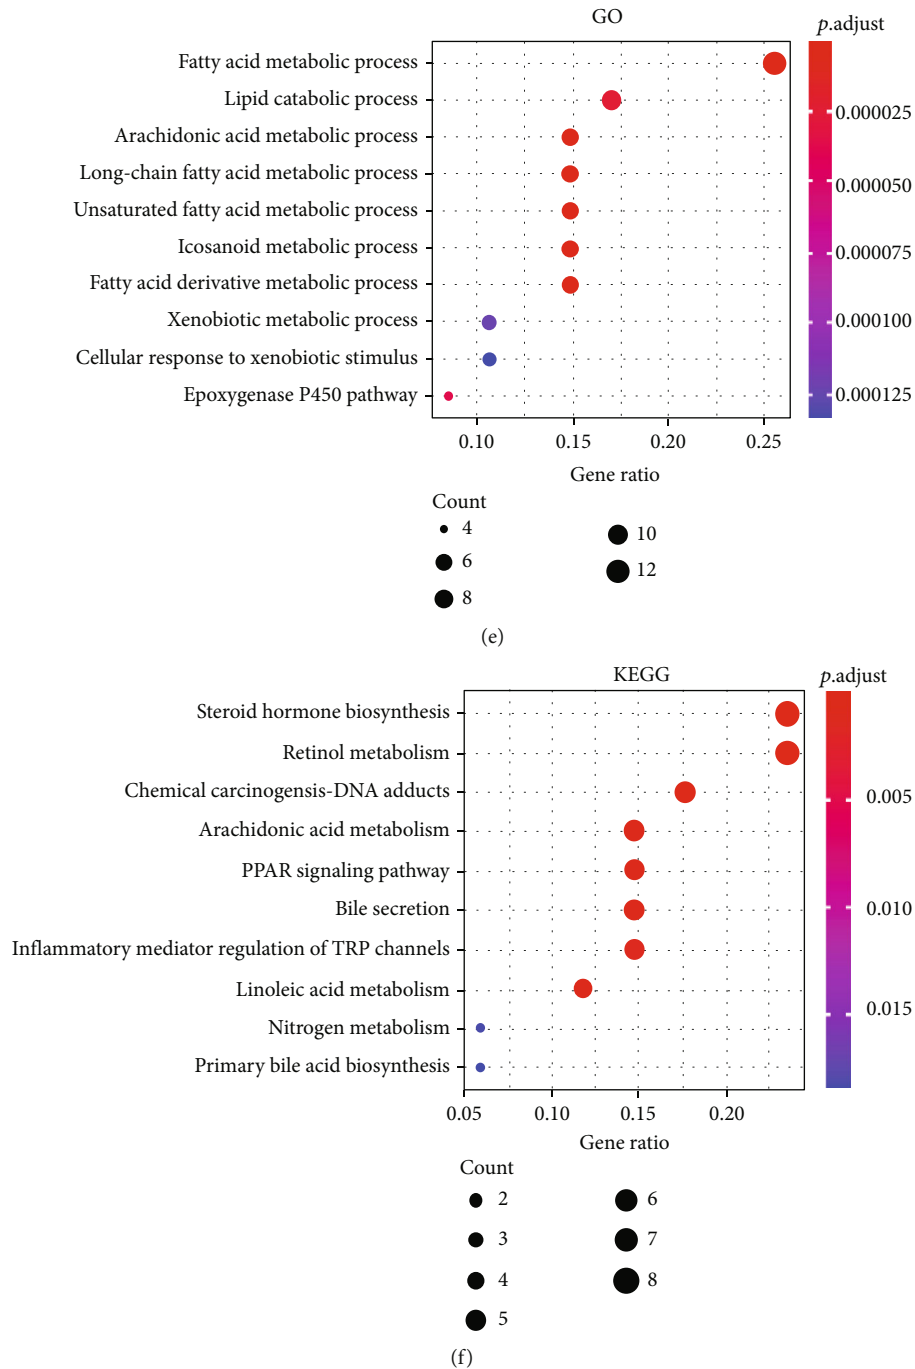 GO
p.adjust
Fatty acid metabolic process
Lipid catabolic process
Arachidonic acid metabolic process
Long-chain fatty acid metabolic process
Unsaturated fatty acid metabolic process
Icosanoid metabolic process
Fatty acid derivative metabolic process
Xenobiotic metabolic process
Cellular response to xenobiotic stimulus
Epoxygenase P450 pathway
0.000025
0.000050
0.000075
0.000100
0.000125
0.10 0.15 0.20 0.25
Gene ratio
Count
4 10
6 12
8
(e)
KEGG
p.adjust
Steroid hormone biosynthesis
Retinol metabolism
Chemical carcinogensis-DNA adducts
Arachidonic acid metabolism
PPAR signaling pathway
Bile secretion
Inflammatory mediator regulation of TRP channels
Linoleic acid metabolism
Nitrogen metabolism
Primary bile acid biosynthesis
0.005
0.010
0.015
0.05 0.10 0.15 0.20
Gene ratio
Count
2 6
3 7
4 8
5
(f)